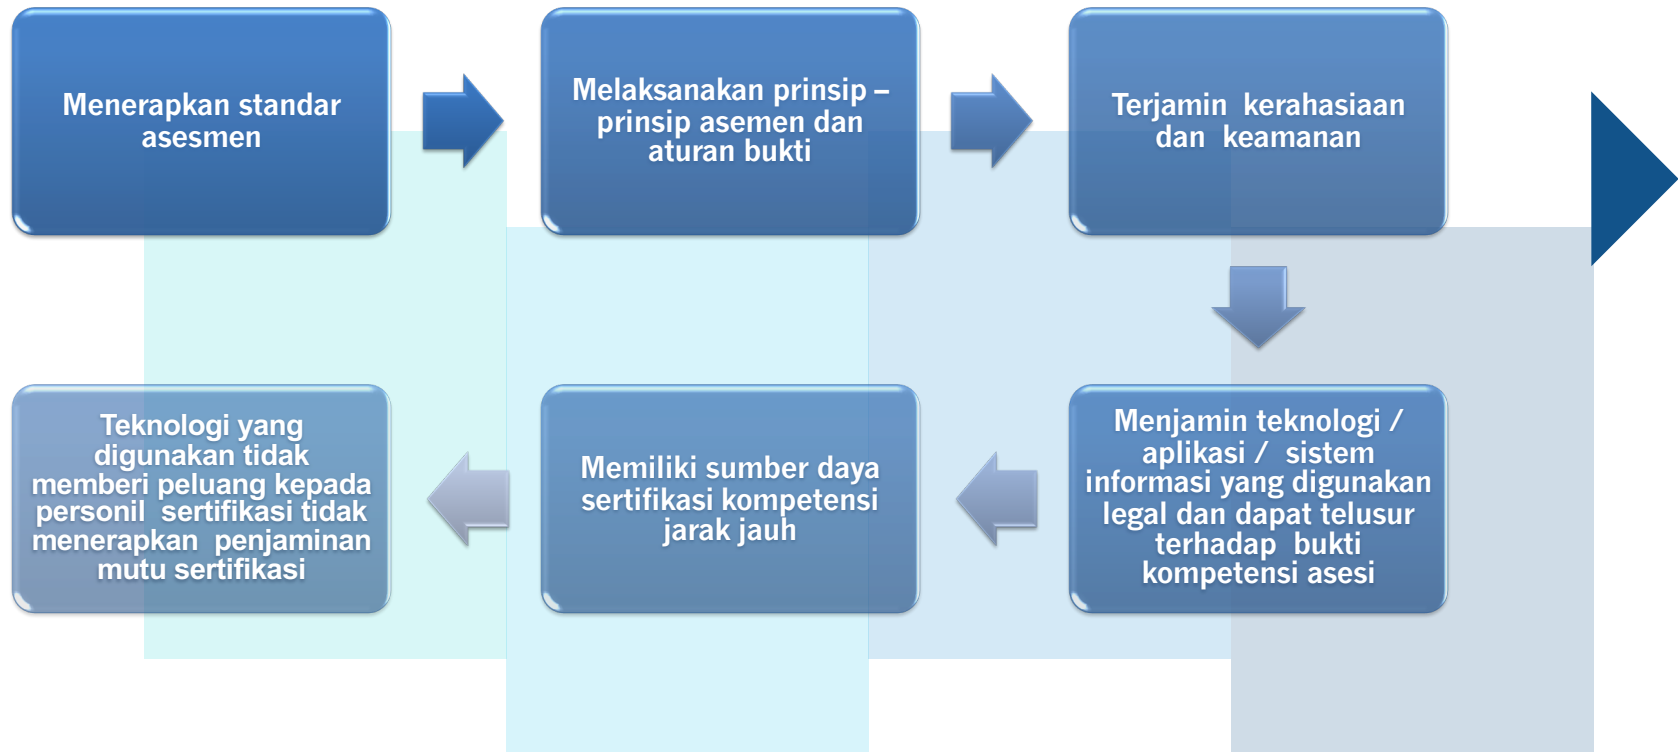 Menerapkan standar
asesmen
Melaksanakan prinsip –
prinsip asemen dan
aturan bukti
Terjamin kerahasiaan
dan keamanan
Menjamin teknologi /
aplikasi / sistem
informasi yang digunakan
legal dan dapat telusur
terhadap bukti
kompetensi asesi
Memiliki sumber daya
sertifikasi kompetensi
jarak jauh
Teknologi yang
digunakan tidak
memberi peluang kepada
personil sertifikasi tidak
menerapkan penjaminan
mutu sertifikasi